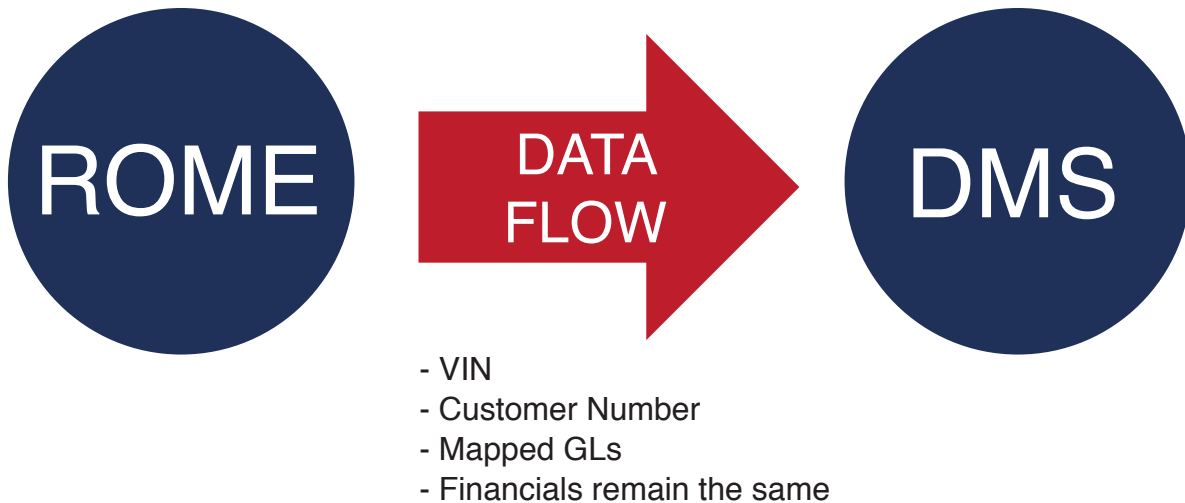 ROME
DATA
FLOW
DMS
- VIN
- Customer Number
- Mapped GLs
- Financials remain the same